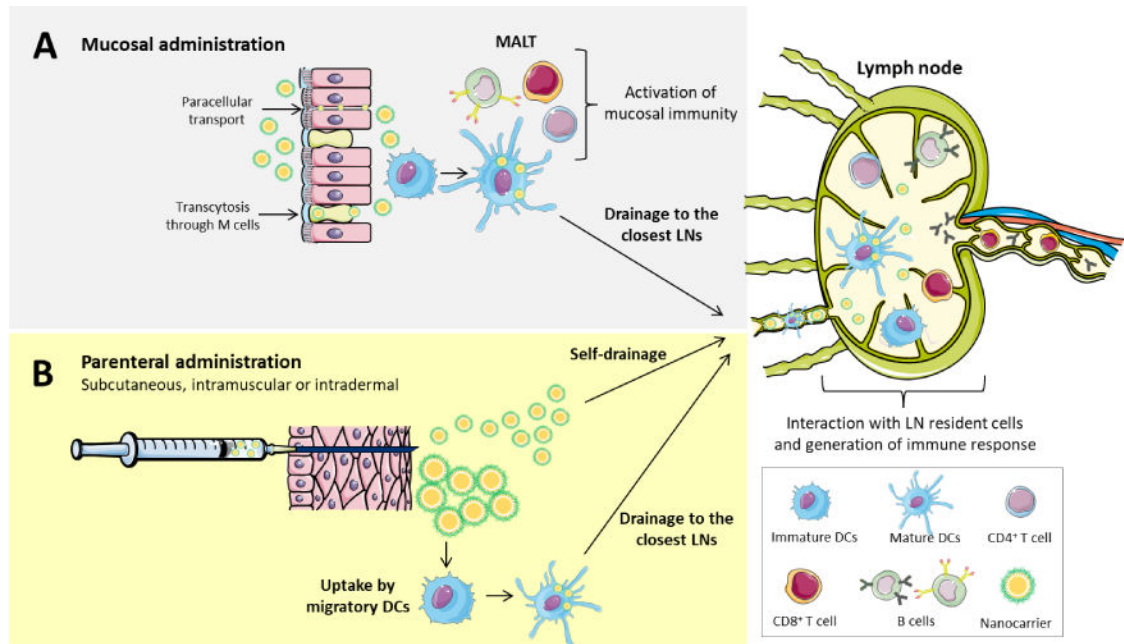 A
Mucosal administration
Paracellular
transport
Transcytosis
through M cells
MALT
Activation of
mucosal immunity
Drainage to the
closest LNs
Lymph node
B
Parenteral administration
Subcutaneous, intramuscular or intradermal
Self-drainage
Drainage to the
closest LNs
Uptake by
migratory DCs
Interaction with LN resident cells
and generation of immune response
Immature DCs
Mature DCs
CD4⁺ T cell
CD8⁺ T cell
B cells
Nanocarrier